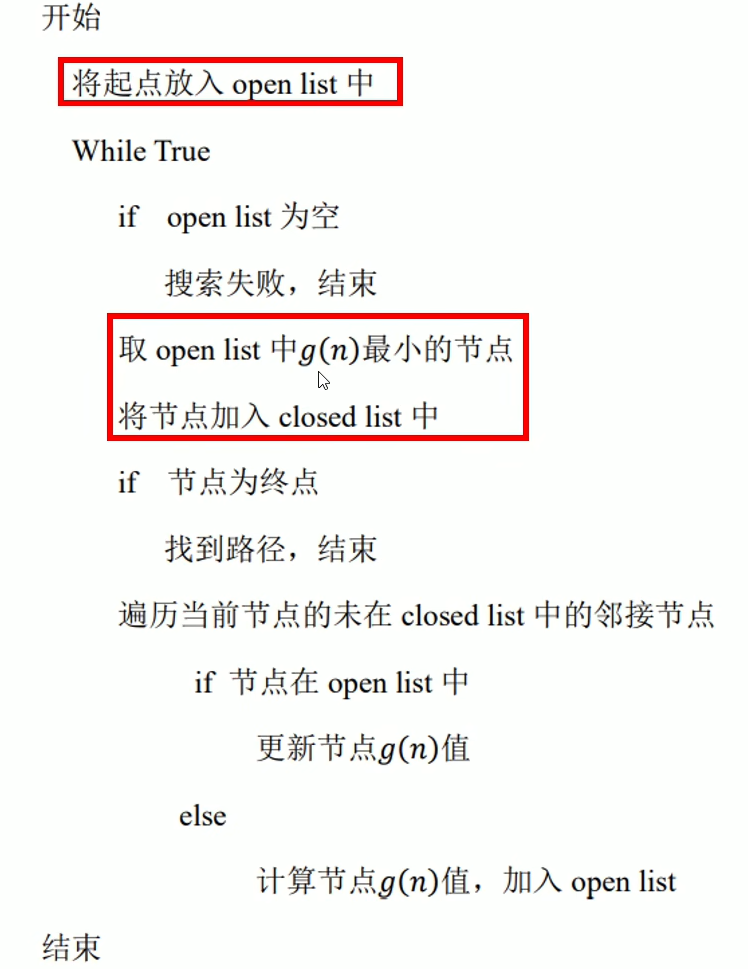 开始
将起点放入 open list 中
While True
if open list 为空
搜索失败，结束
取 open list 中g(n)最小的节点
将节点加入 closed list 中
if 节点为终点
找到路径，结束
遍历当前节点的未在 closed list 中的邻接节点
if 节点在 open list 中
更新节点g(n)值
else
计算节点g(n)值，加入 open list
结束